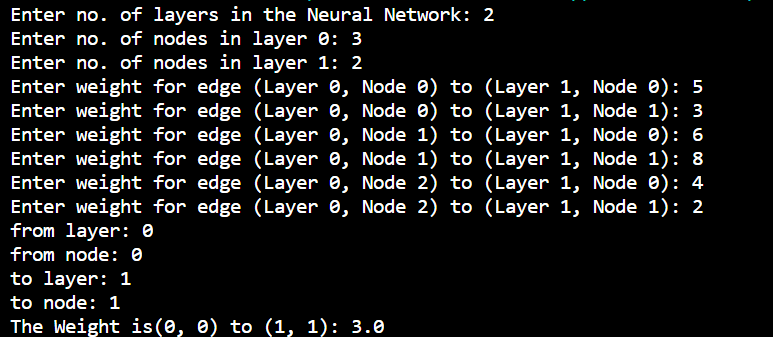 Enter no. of layers in the Neural Network: 2
Enter no. of nodes in layer 0: 3
Enter no. of nodes in layer 1: 2
Enter weight for edge (Layer 0, Node 0) to (Layer 1, Node 0): 5
Enter weight for edge (Layer 0, Node 0) to (Layer 1, Node 1): 3
Enter weight for edge (Layer 0, Node 1) to (Layer 1, Node 0): 6
Enter weight for edge (Layer 0, Node 1) to (Layer 1, Node 1): 8
Enter weight for edge (Layer 0, Node 2) to (Layer 1, Node 0): 4
Enter weight for edge (Layer 0, Node 2) to (Layer 1, Node 1): 2
from layer: 0
from node: 0
to layer: 1
to node: 1
The Weight is(0, 0) to (1, 1): 3.0